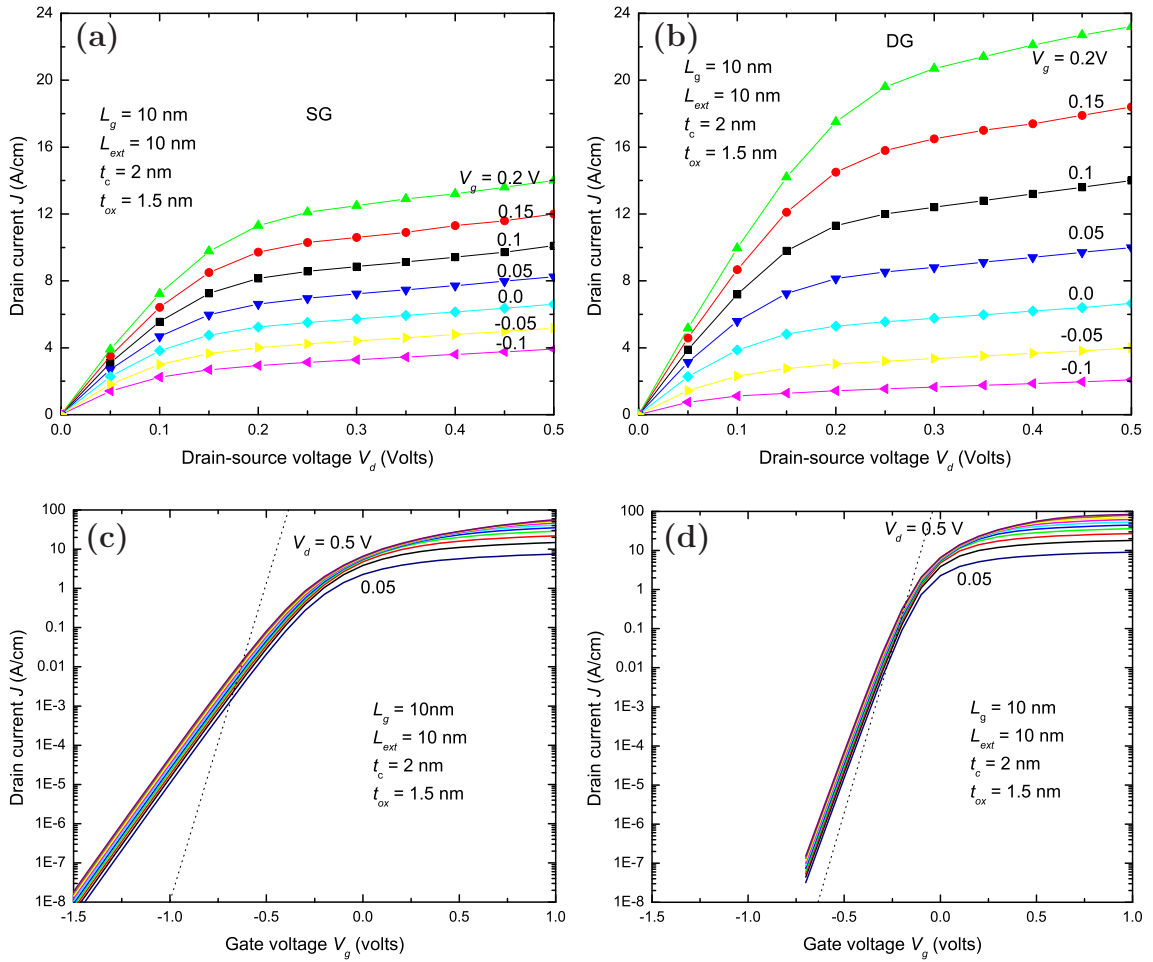 (a)
SG
L_g = 10 nm
L_ext = 10 nm
t_c = 2 nm
t_ox = 1.5 nm
V_g = 0.2 V
0.15
0.1
0.05
0.0
-0.05
-0.1
24
20
16
12
8
4
0
0.0 0.1 0.2 0.3 0.4 0.5
Drain current J (A/cm)
Drain-source voltage V_d (Volts)
(b)
DG
L_g = 10 nm
L_ext = 10 nm
t_c = 2 nm
t_ox = 1.5 nm
V_g = 0.2V
0.15
0.1
0.05
0.0
-0.05
-0.1
24
20
16
12
8
4
0
0.0 0.1 0.2 0.3 0.4 0.5
Drain current J (A/cm)
Drain-source voltage V_d (Volts)
(c)
V_d = 0.5 V
0.05
L_g = 10nm
L_ext = 10 nm
t_c = 2 nm
t_ox = 1.5 nm
100
10
1
0.1
0.01
1E-3
1E-4
1E-5
1E-6
1E-7
1E-8
-1.5 -1.0 -0.5 0.0 0.5 1.0
Drain current J (A/cm)
Gate voltage V_g (volts)
(d)
V_d = 0.5 V
0.05
L_g = 10 nm
L_ext = 10 nm
t_c = 2 nm
t_ox = 1.5 nm
100
10
1
0.1
0.01
1E-3
1E-4
1E-5
1E-6
1E-7
1E-8
-1.5 -1.0 -0.5 0.0 0.5 1.0
Drain current J (A/cm)
Gate voltage V_g (volts)